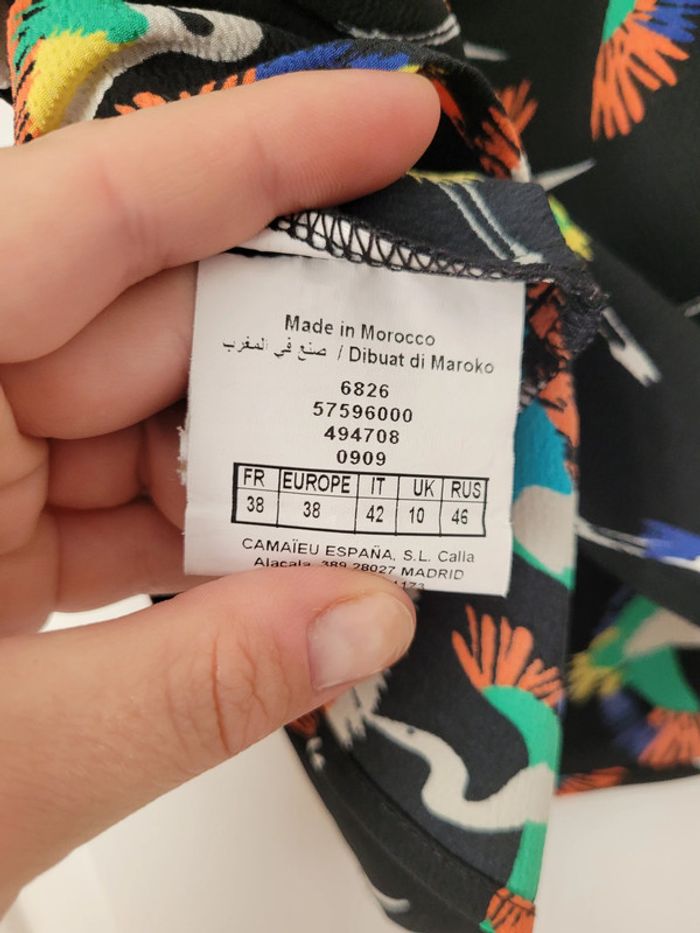 Made in Morocco
صنع في المغرب / Dibuat di Maroko
6826
57596000
494708
0909
FR EUROPE IT UK RUS
38 38 42 10 46
CAMAÏEU ESPAÑA, S.L. Calla
Alacala, 389 28027 MADRID
1173